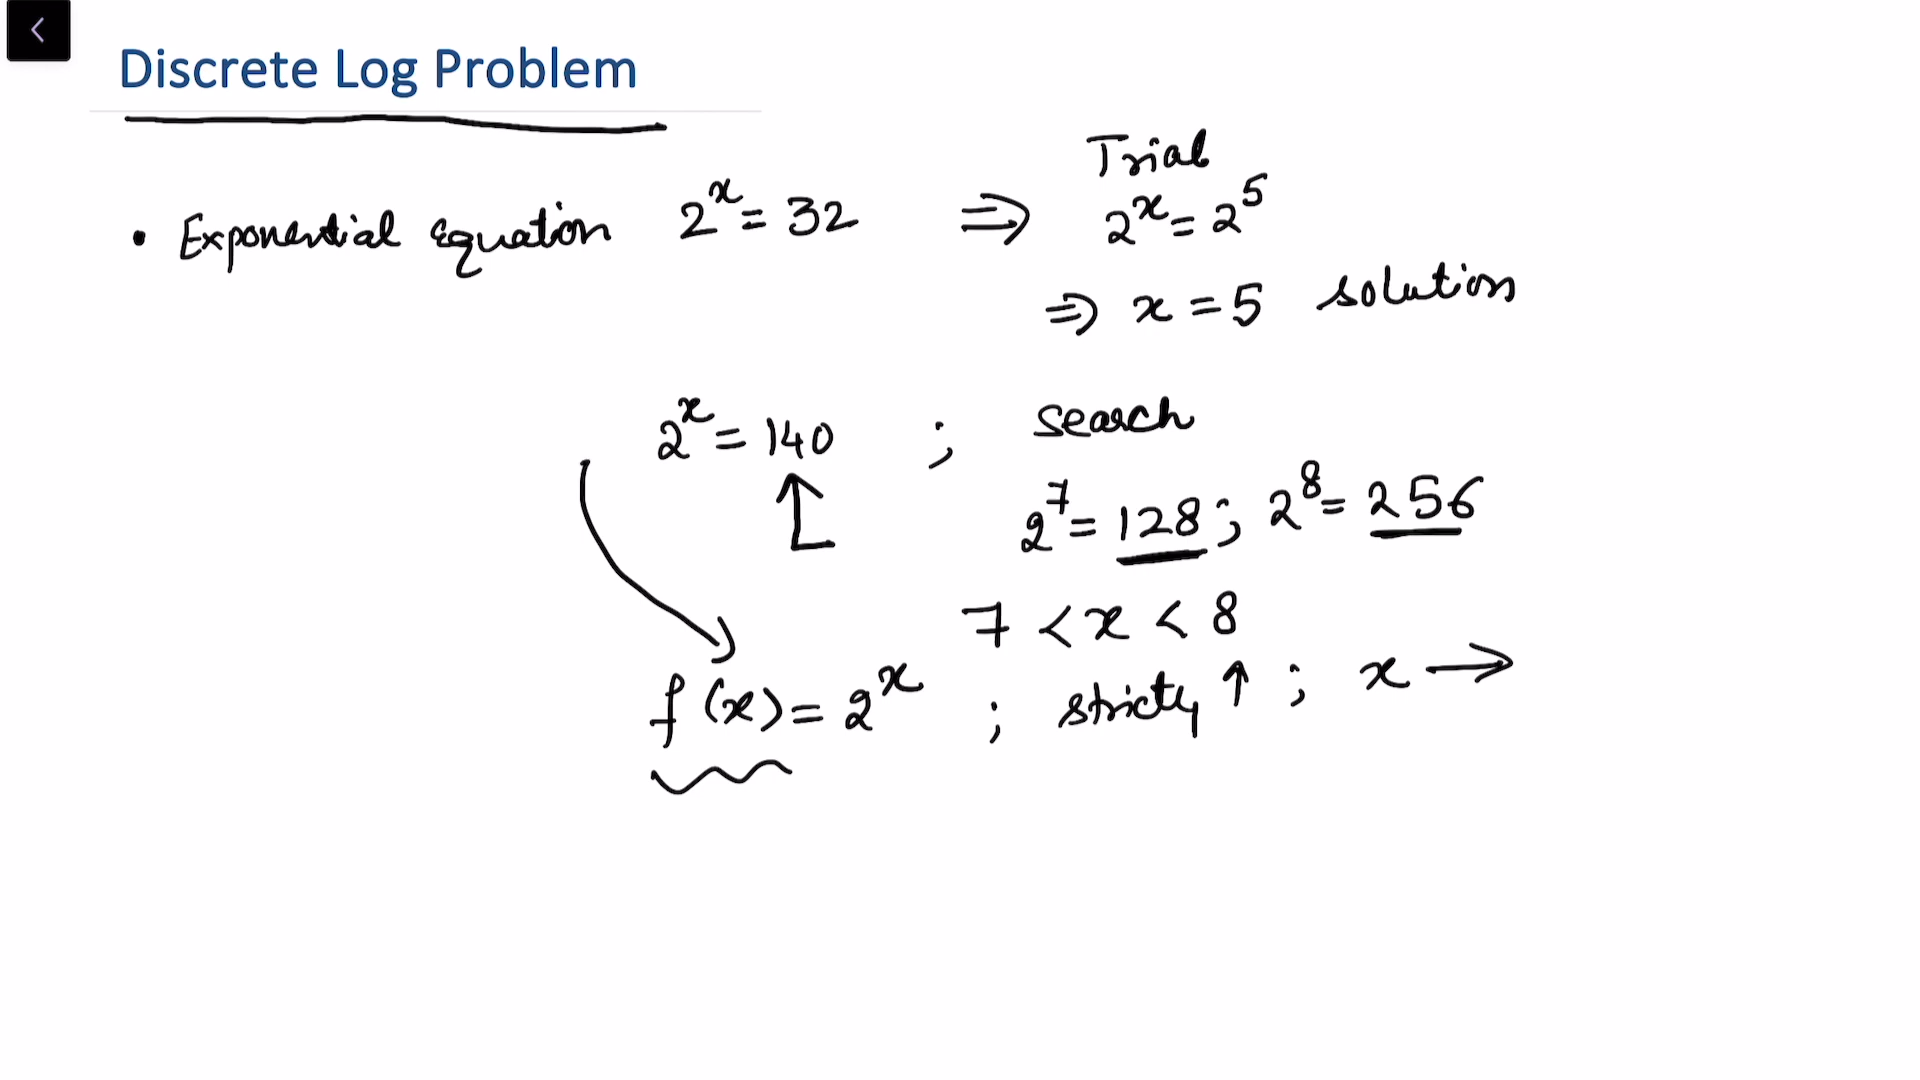 Discrete Log Problem
Trial
• Exponential equation 2^x = 32 ⇒ 2^x = 2^5
⇒ x = 5 solution
2^x = 140 ; search
2^7 = 128 ; 2^8 = 256
7 < x < 8
f(x) = 2^x ; strictly ↑ ; x →